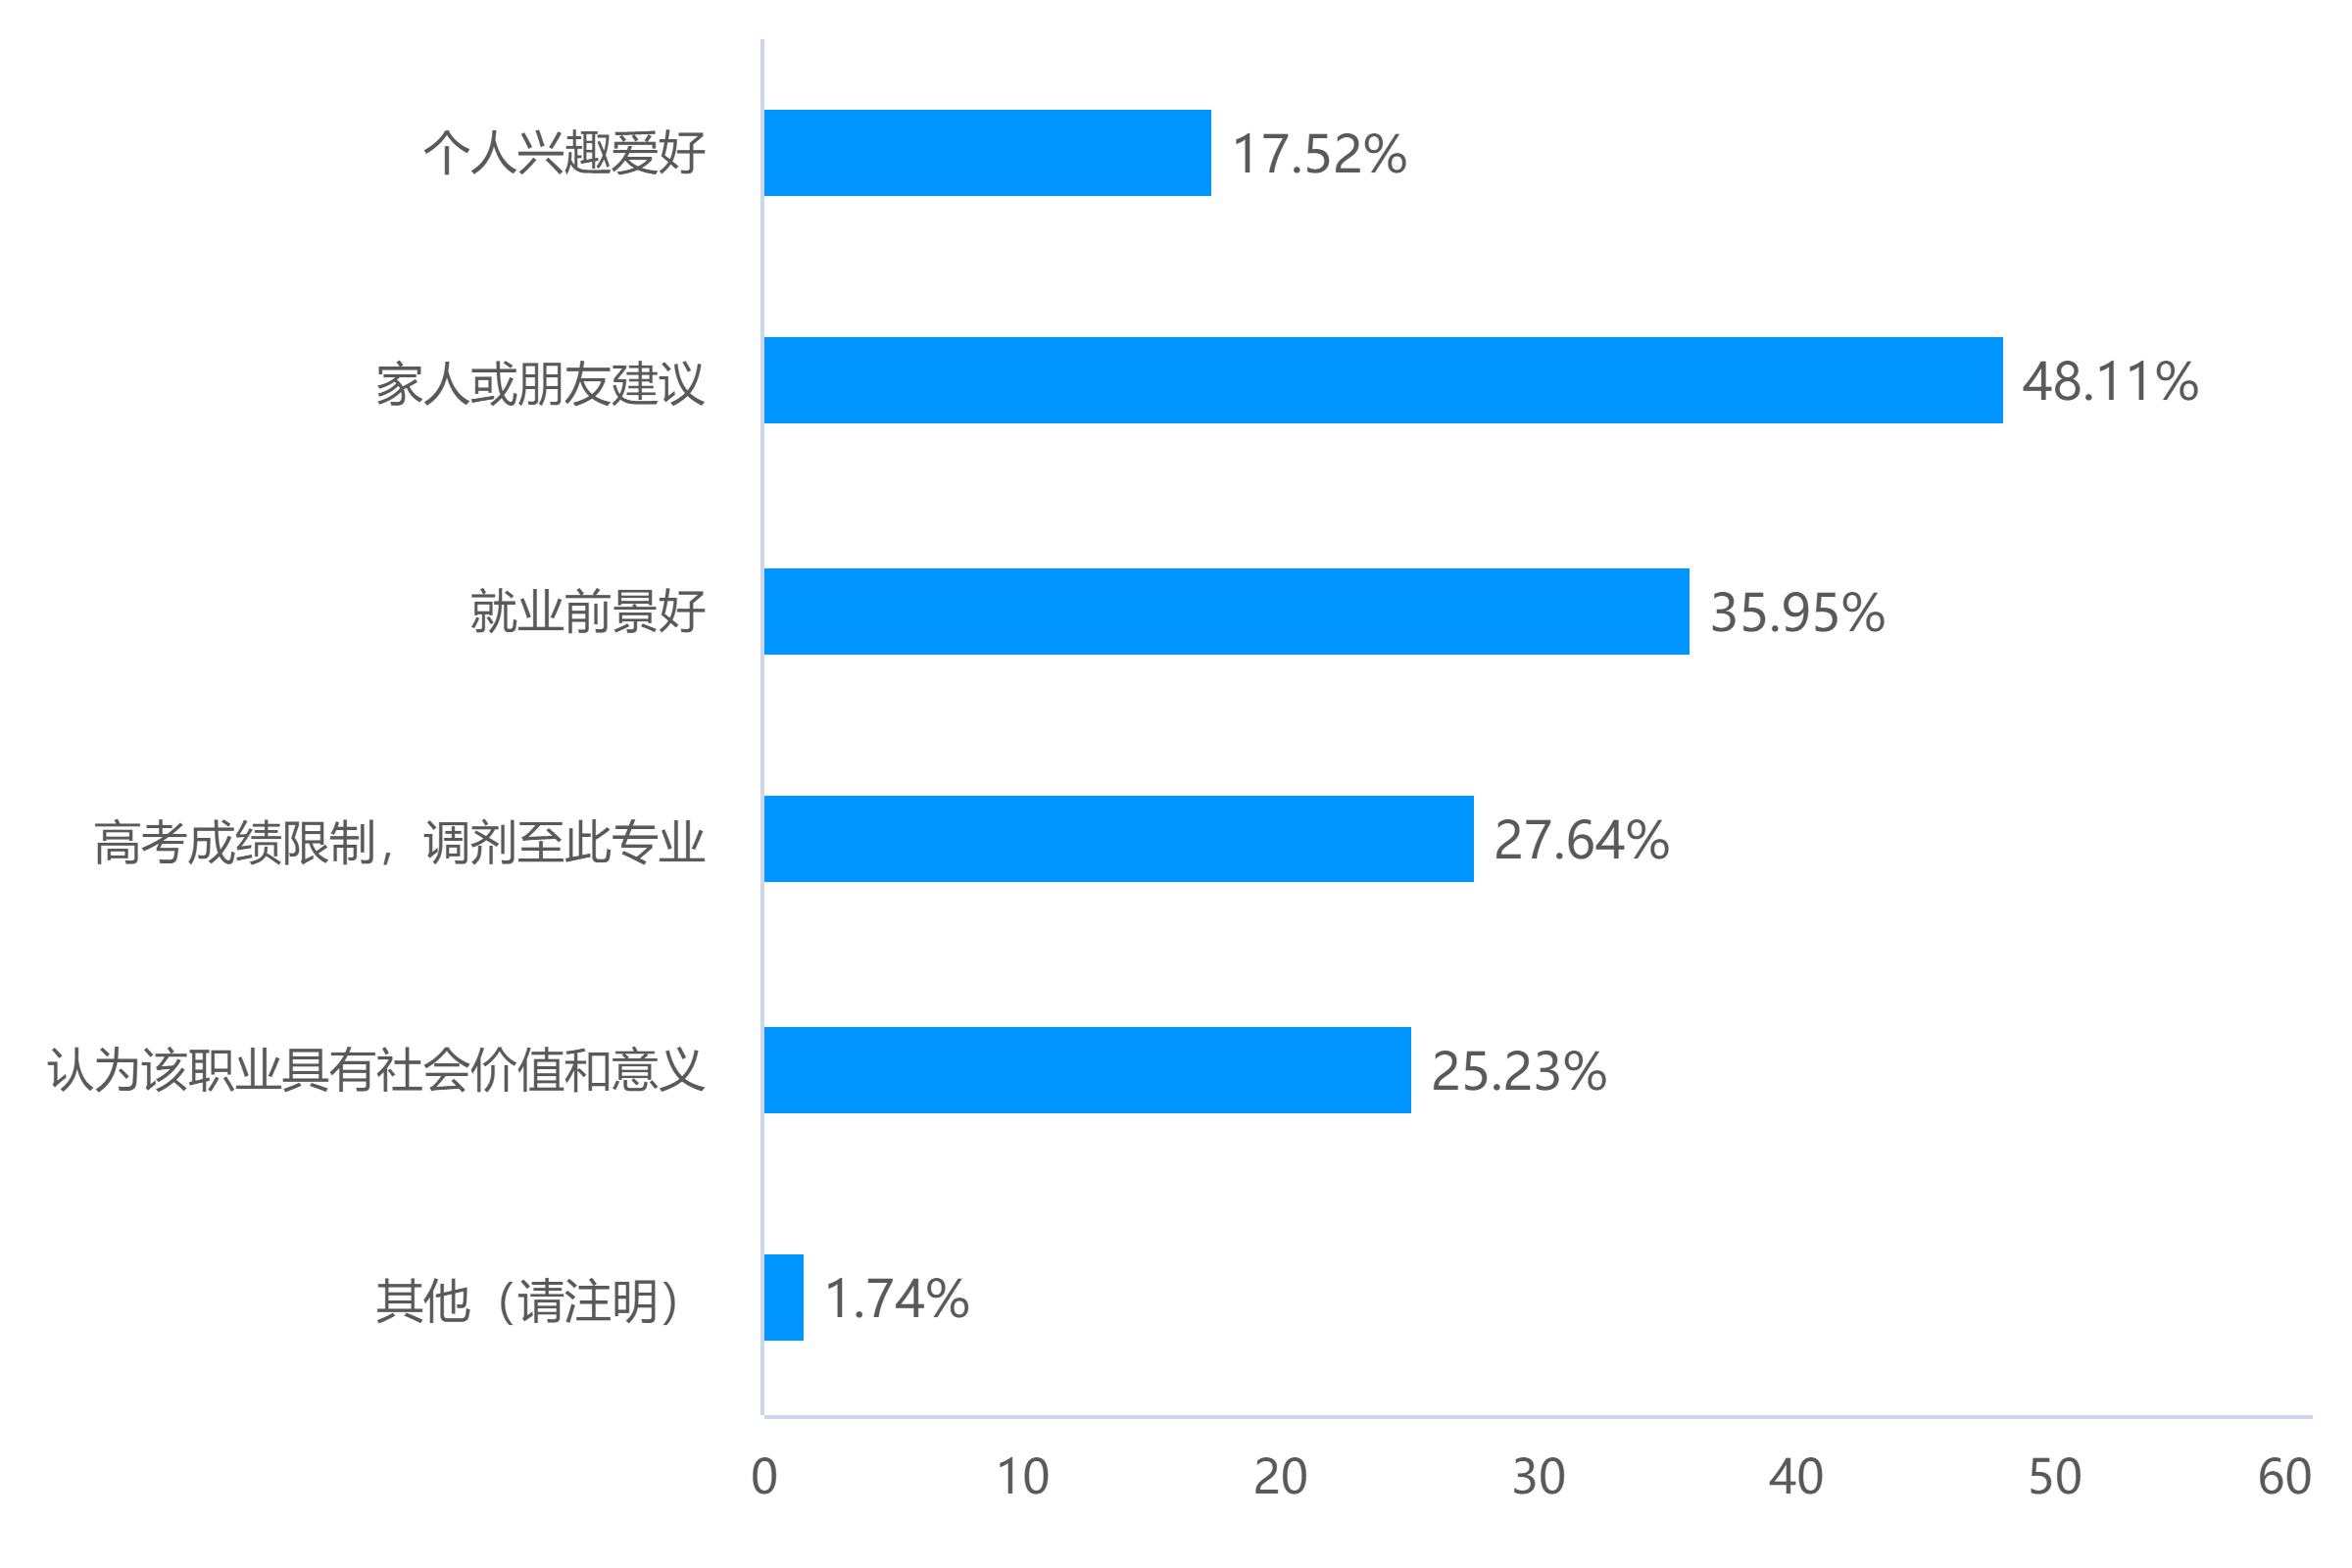 个人兴趣爱好 17.52%
家人或朋友建议 48.11%
就业前景好 35.95%
高考成绩限制，调剂至此专业 27.64%
认为该职业具有社会价值和意义 25.23%
其他（请注明） 1.74%
0 10 20 30 40 50 60